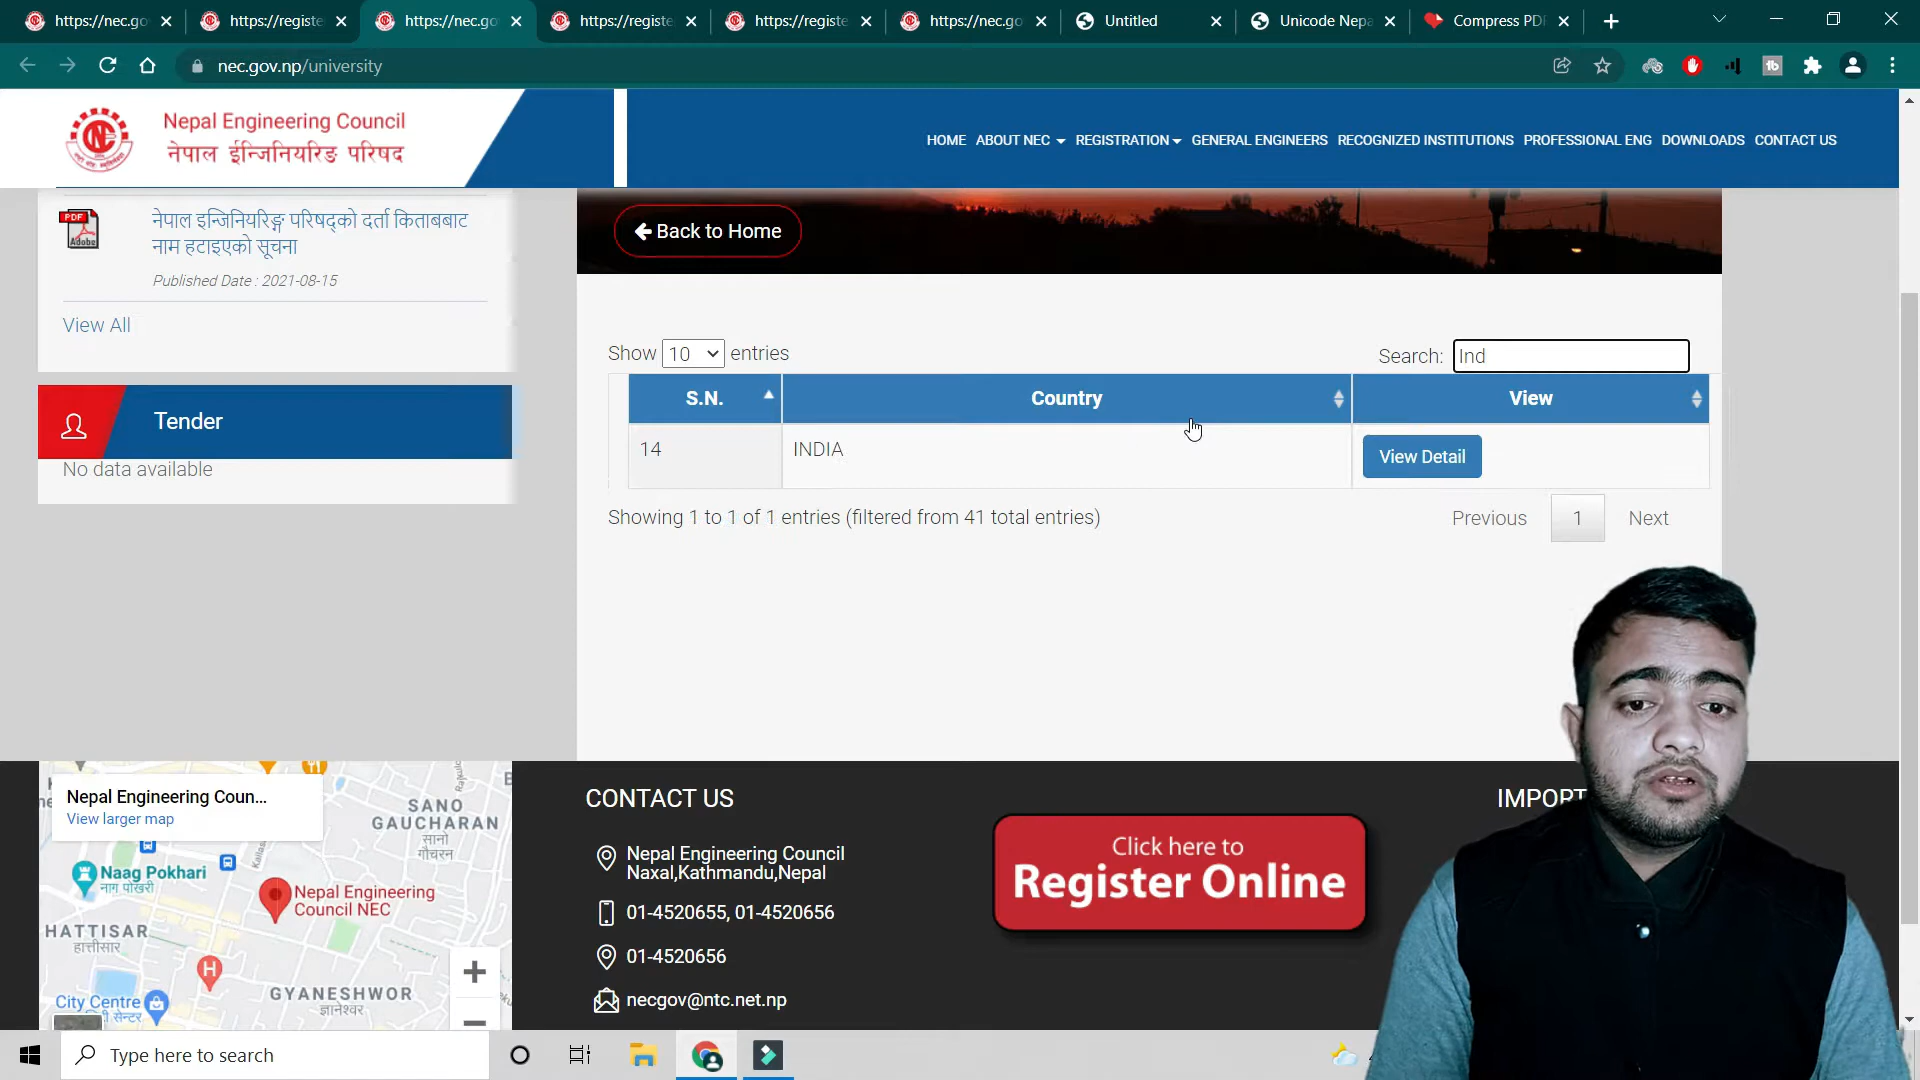 https://nec.go
https://registe
https://nec.go
https://registe
https://registe
https://nec.go
Untitled
Unicode Nepa
Compress PDF
nec.gov.np/university
Nepal Engineering Council
नेपाल ईन्जिनियरिङ परिषद
HOME ABOUT NEC REGISTRATION GENERAL ENGINEERS RECOGNIZED INSTITUTIONS PROFESSIONAL ENG DOWNLOADS CONTACT US
PDF
Adobe
नेपाल इन्जिनियरिङ्ग परिषद्को दर्ता किताबबाट
नाम हटाइएको सूचना
Published Date : 2021-08-15
View All
Tender
No data available
Back to Home
Show 10 entries
Search: Ind
S.N. Country View
14 INDIA View Detail
Showing 1 to 1 of 1 entries (filtered from 41 total entries)
Previous 1 Next
Nepal Engineering Coun...
View larger map
SANO
GAUCHARAN
सानो
गौचरन
Naag Pokhari
नाग पोखरी
Nepal Engineering
Council NEC
HATTISAR
हात्तीसार
H
GYANESHWOR
ज्ञानेश्वर
City Centre
सिटी सेन्टर
CONTACT US
Nepal Engineering Council
Naxal,Kathmandu,Nepal
01-4520655, 01-4520656
01-4520656
necgov@ntc.net.np
Click here to
Register Online
IMPORT
Type here to search